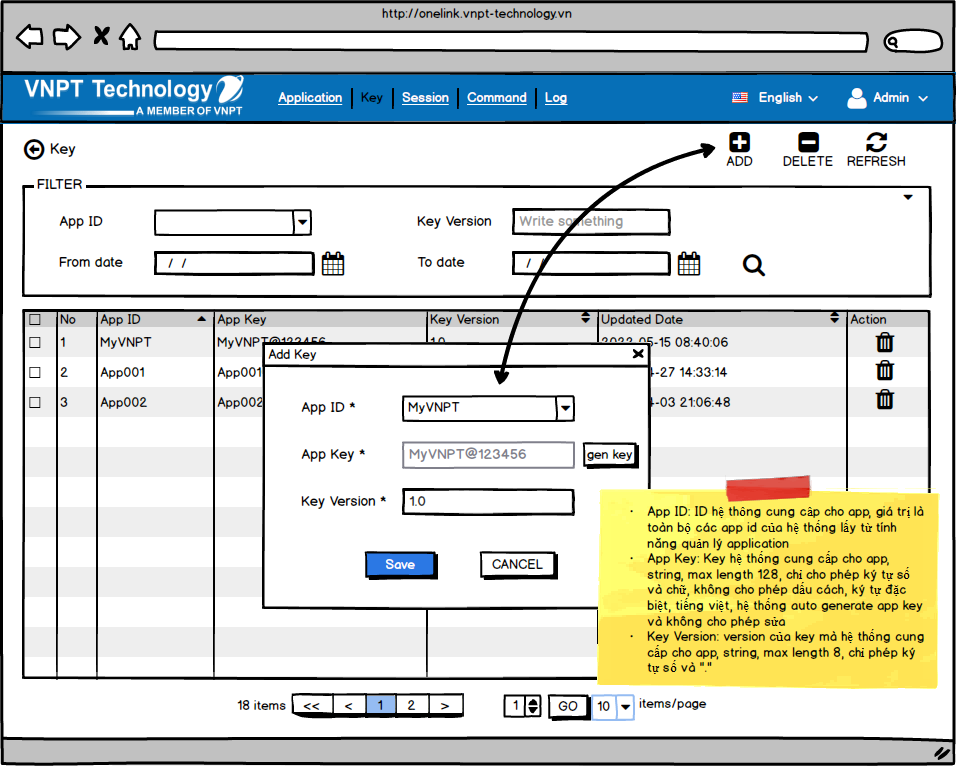 http://onelink.vnpt-technology.vn
VNPT Technology
A MEMBER OF VNPT
Application Key Session Command Log English Admin
Key
ADD DELETE REFRESH
FILTER
App ID Key Version Write something
From date / / To date / /
No App ID App Key Key Version Updated Date Action
1 MyVNPT MyVNPT@123456 1.0 2022-05-15 08:40:06
2 App001 App001 4-27 14:33:14
3 App002 App002 4-03 21:06:48
Add Key
App ID * MyVNPT
App Key * MyVNPT@123456 gen key
Key Version * 1.0
Save CANCEL
· App ID: ID hệ thống cung cấp cho app, giá trị là
toàn bộ các app id của hệ thống lấy từ tính
năng quản lý application
· App Key: Key hệ thống cung cấp cho app,
string, max length 128, chỉ cho phép ký tự số
và chữ, không cho phép dấu cách, ký tự đặc
biệt, tiếng việt, hệ thống auto generate app key
và không cho phép sửa
· Key Version: version của key mà hệ thống cung
cấp cho app, string, max length 8, chỉ phép ký
tự số và "."
18 items << < 1 2 > 1 GO 10 items/page